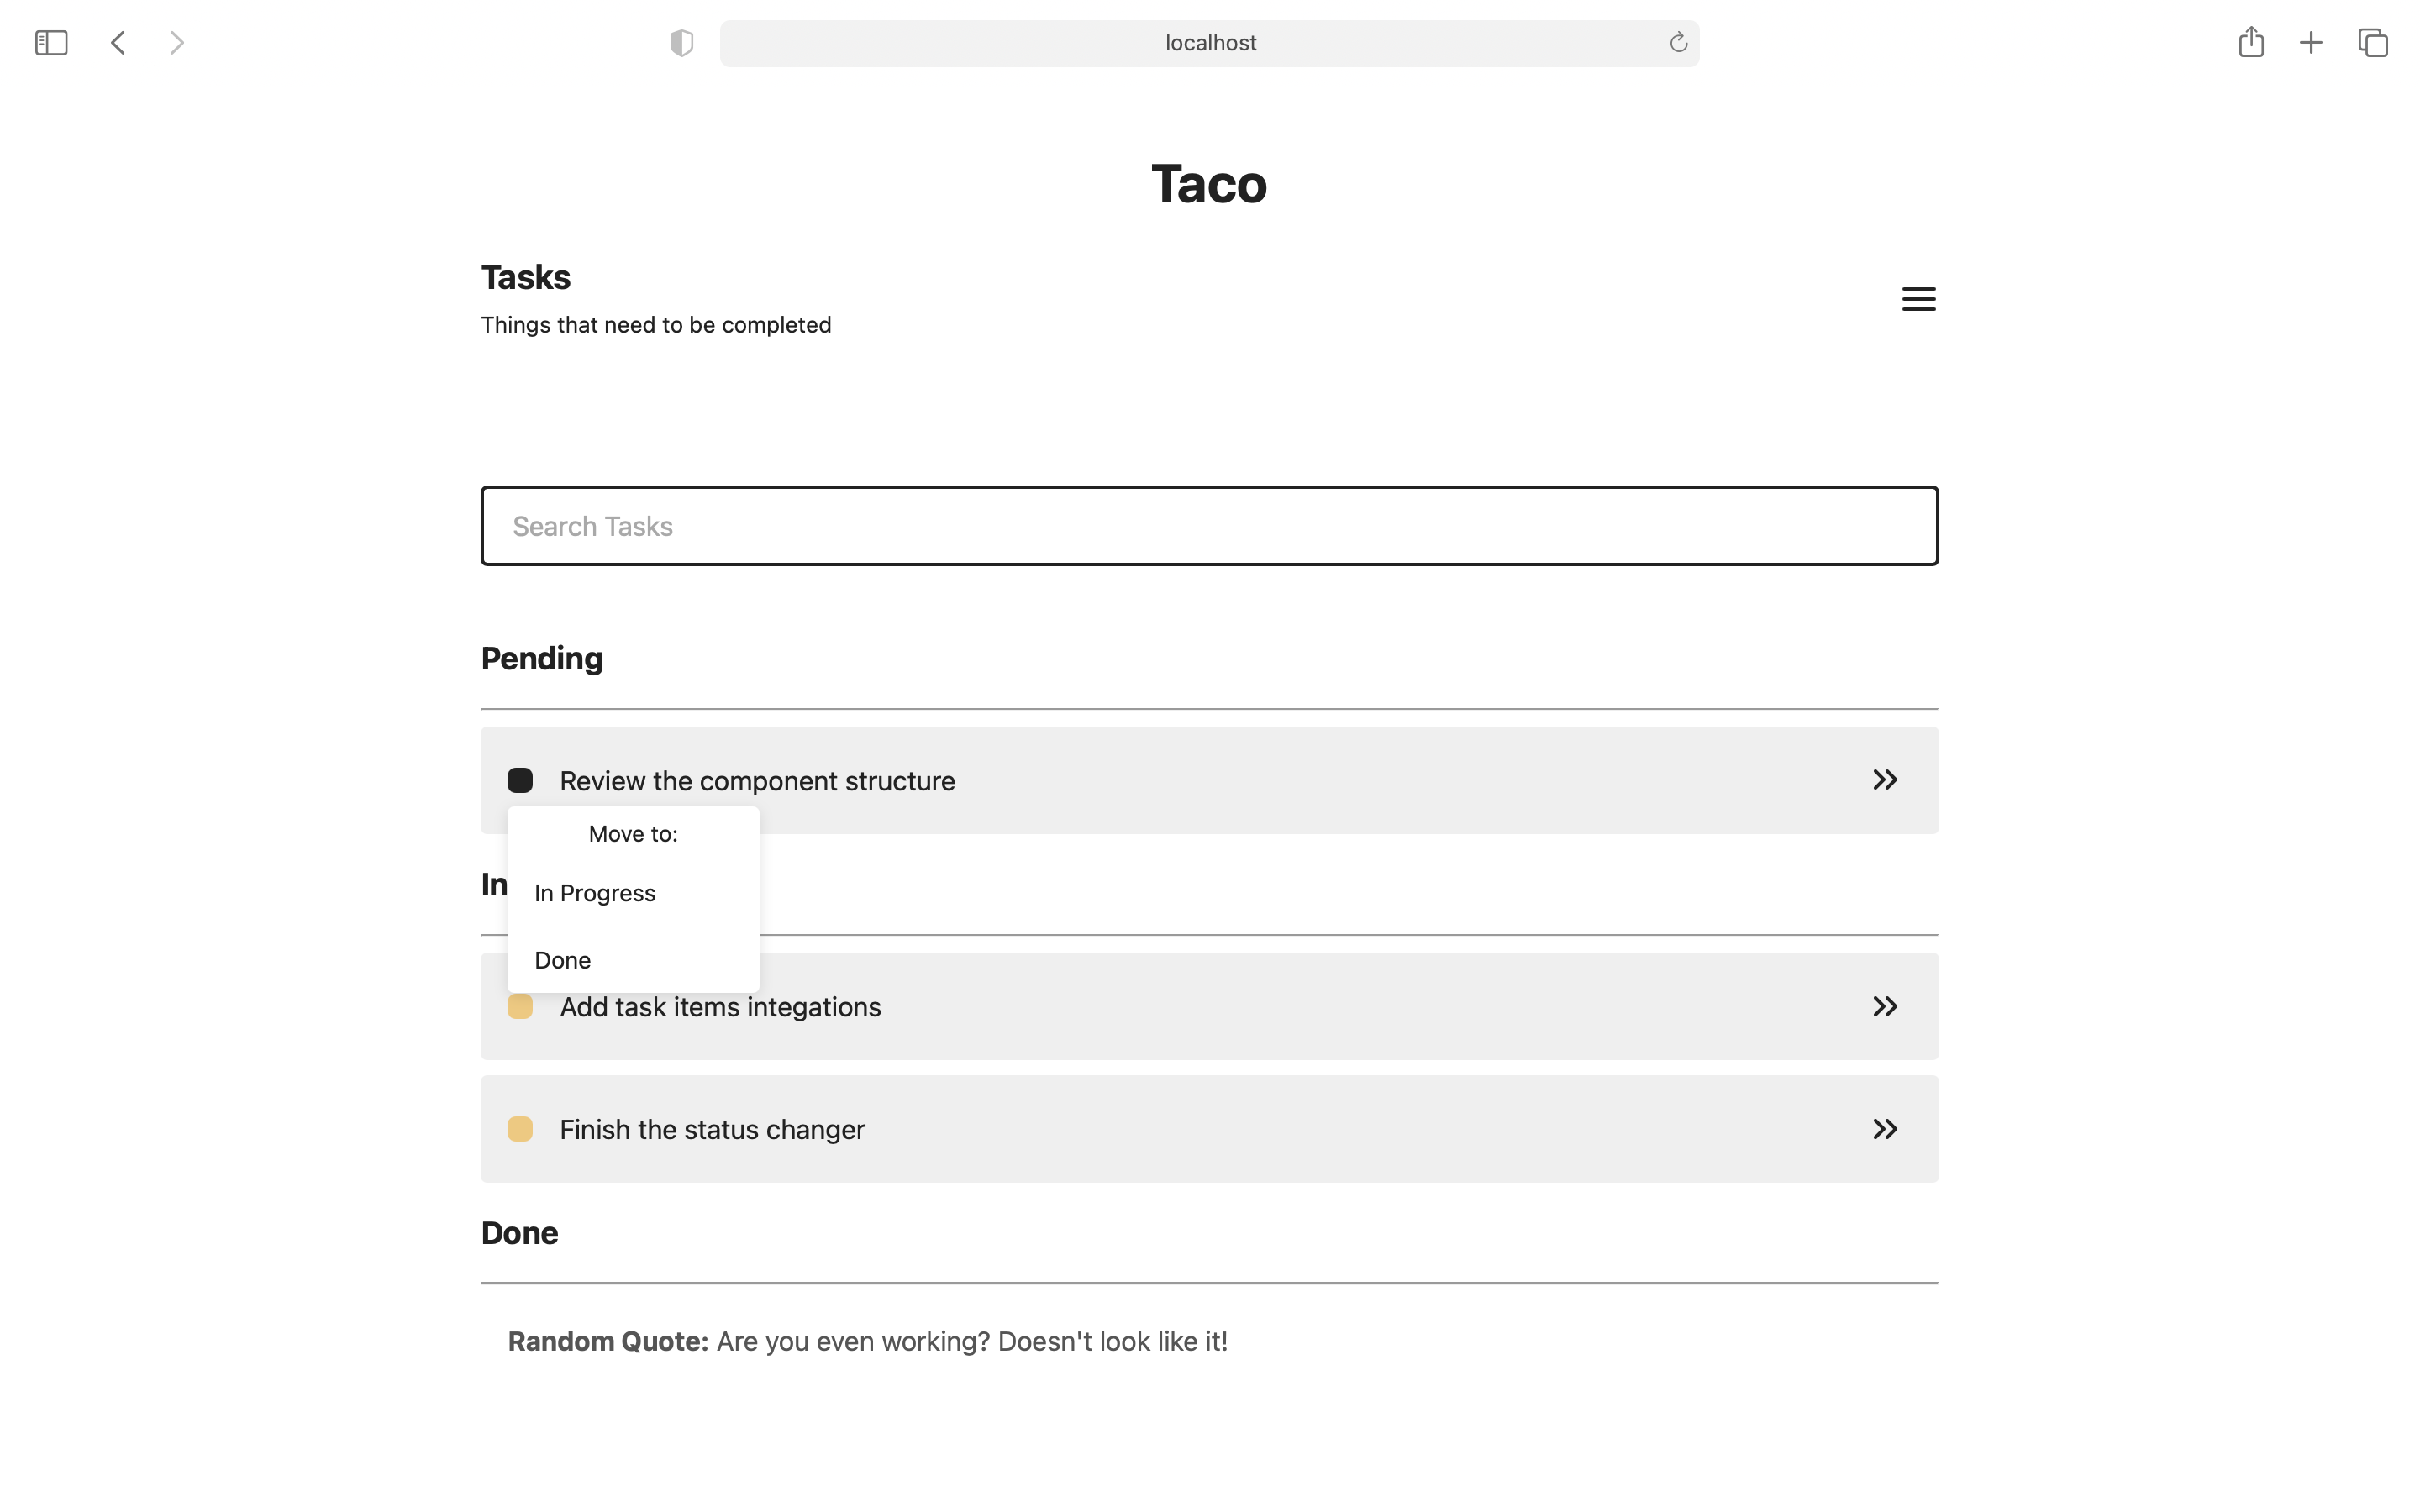 localhost
Taco
Tasks
Things that need to be completed
Search Tasks
Pending
Review the component structure
Move to:
In
In Progress
Done
Add task items integations
Finish the status changer
Done
Random Quote: Are you even working? Doesn't look like it!